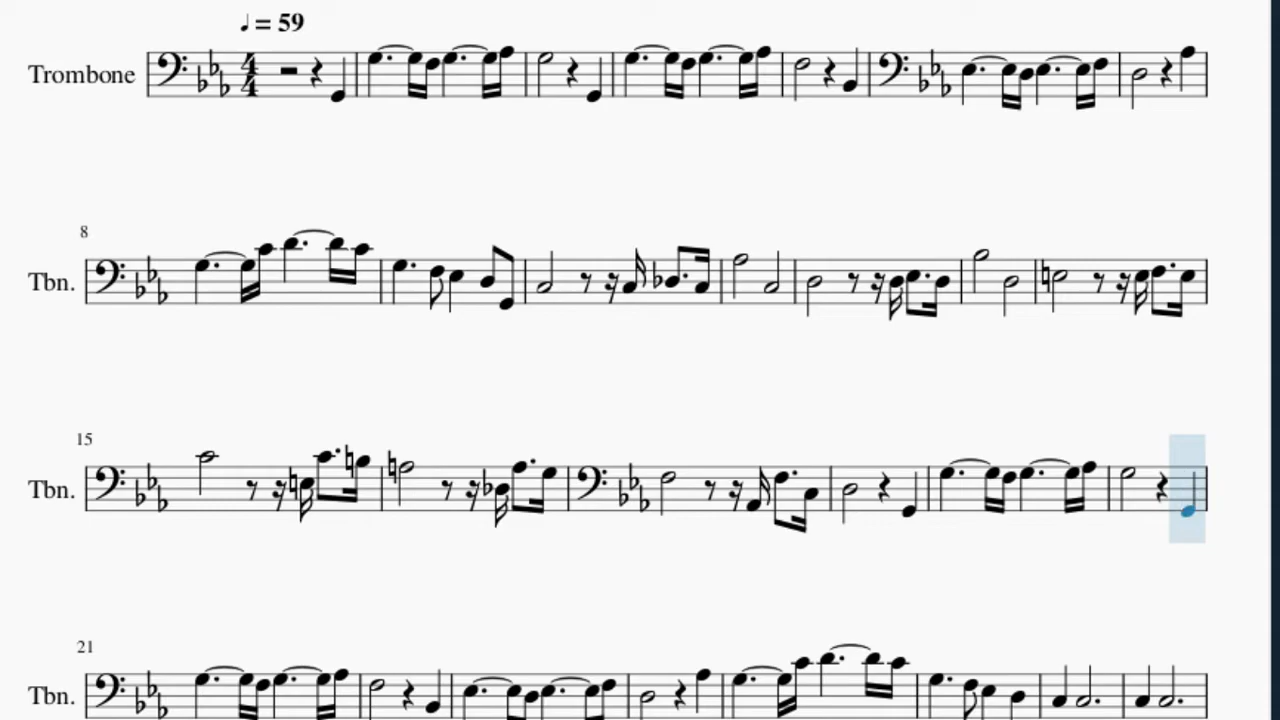 ♩ = 59
Trombone
8
Tbn.
15
Tbn.
21
Tbn.